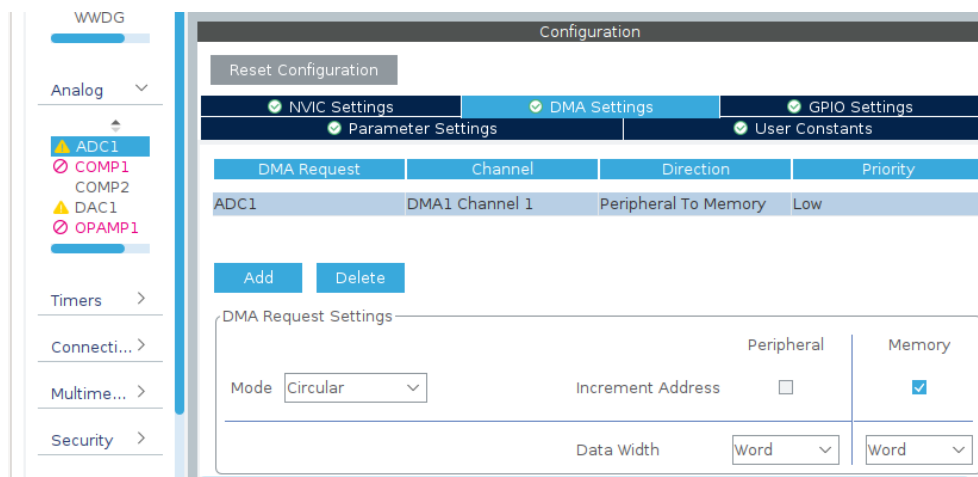 WWDG
Analog
ADC1
COMP1
COMP2
DAC1
OPAMP1
Timers
Connecti...
Multime...
Security
Configuration
Reset Configuration
NVIC Settings DMA Settings GPIO Settings
Parameter Settings User Constants
DMA Request Channel Direction Priority
ADC1 DMA1 Channel 1 Peripheral To Memory Low
Add Delete
DMA Request Settings
Peripheral Memory
Mode Circular Increment Address
Data Width Word Word